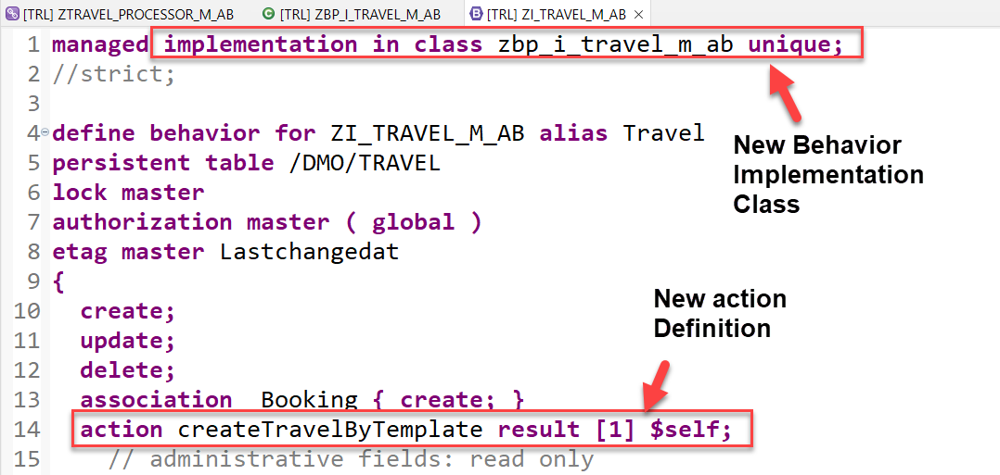 [TRL] ZTRAVEL_PROCESSOR_M_AB [TRL] ZBP_I_TRAVEL_M_AB [TRL] ZI_TRAVEL_M_AB
1 managed implementation in class zbp_i_travel_m_ab unique;
2 //strict;
3
4 define behavior for ZI_TRAVEL_M_AB alias Travel
5 persistent table /DMO/TRAVEL
6 lock master
7 authorization master ( global )
8 etag master Lastchangedat
9 {
10 create;
11 update;
12 delete;
13 association _Booking { create; }
14 action createTravelByTemplate result [1] $self;
15 // administrative fields: read only
New Behavior
Implementation
Class
New action
Definition